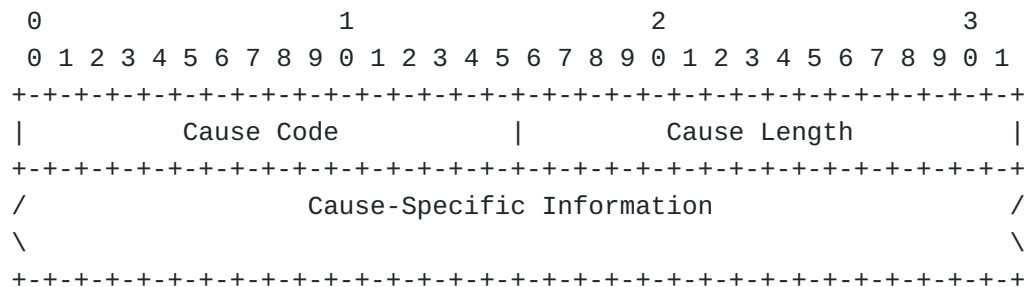 0                   1                   2                   3
 0 1 2 3 4 5 6 7 8 9 0 1 2 3 4 5 6 7 8 9 0 1 2 3 4 5 6 7 8 9 0 1
+-+-+-+-+-+-+-+-+-+-+-+-+-+-+-+-+-+-+-+-+-+-+-+-+-+-+-+-+-+-+-+-+
|          Cause Code           |         Cause Length          |
+-+-+-+-+-+-+-+-+-+-+-+-+-+-+-+-+-+-+-+-+-+-+-+-+-+-+-+-+-+-+-+-+
/                  Cause-Specific Information                   /
\                                                               \
+-+-+-+-+-+-+-+-+-+-+-+-+-+-+-+-+-+-+-+-+-+-+-+-+-+-+-+-+-+-+-+-+